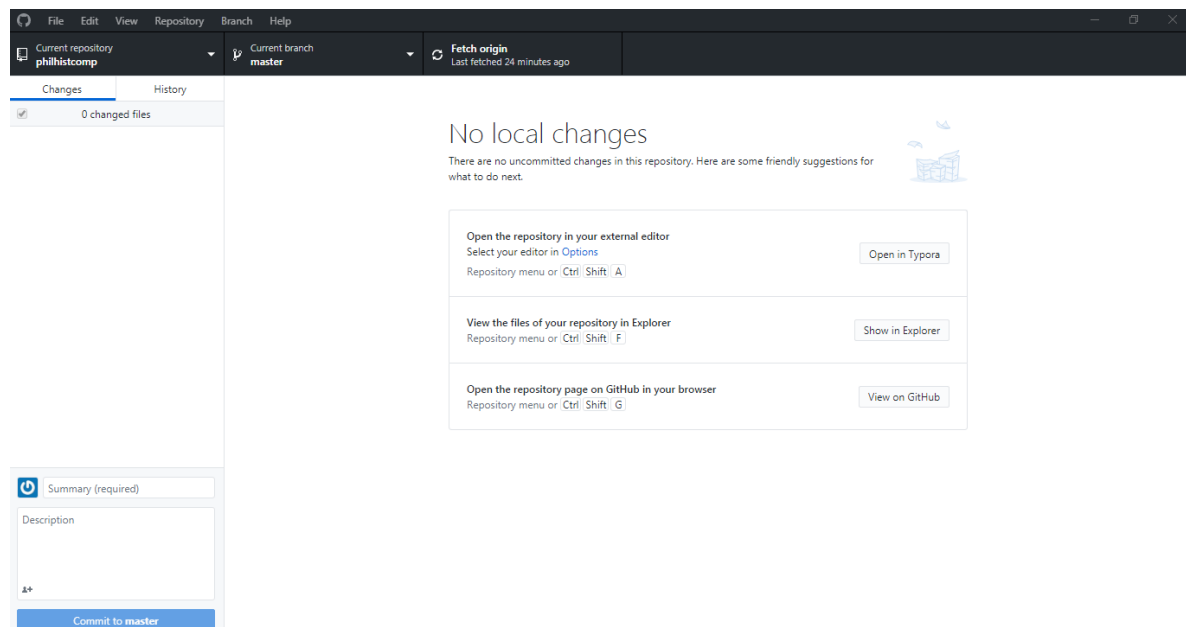 File Edit View Repository Branch Help
Current repository
philhistcomp
Current branch
master
Fetch origin
Last fetched 24 minutes ago
Changes History
0 changed files
No local changes
There are no uncommitted changes in this repository. Here are some friendly suggestions for
what to do next.
Open the repository in your external editor
Select your editor in Options
Repository menu or Ctrl Shift A
Open in Typora
View the files of your repository in Explorer
Repository menu or Ctrl Shift F
Show in Explorer
Open the repository page on GitHub in your browser
Repository menu or Ctrl Shift G
View on GitHub
Summary (required)
Description
Commit to master